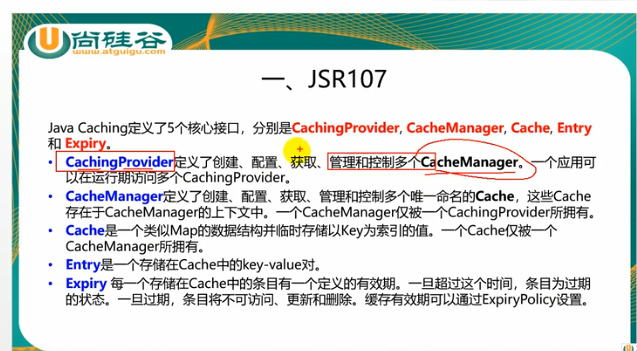 尚硅谷
www.atguigu.com
一、JSR107
Java Caching定义了5个核心接口，分别是CachingProvider, CacheManager, Cache, Entry
和 Expiry。
• CachingProvider定义了创建、配置、获取、管理和控制多个CacheManager。一个应用可
以在运行期访问多个CachingProvider。
• CacheManager定义了创建、配置、获取、管理和控制多个唯一命名的Cache，这些Cache
存在于CacheManager的上下文中。一个CacheManager仅被一个CachingProvider所拥有。
• Cache是一个类似Map的数据结构并临时存储以Key为索引的值。一个Cache仅被一个
CacheManager所拥有。
• Entry是一个存储在Cache中的key-value对。
• Expiry 每一个存储在Cache中的条目有一个定义的有效期。一旦超过这个时间，条目为过期
的状态。一旦过期，条目将不可访问、更新和删除。缓存有效期可以通过ExpiryPolicy设置。